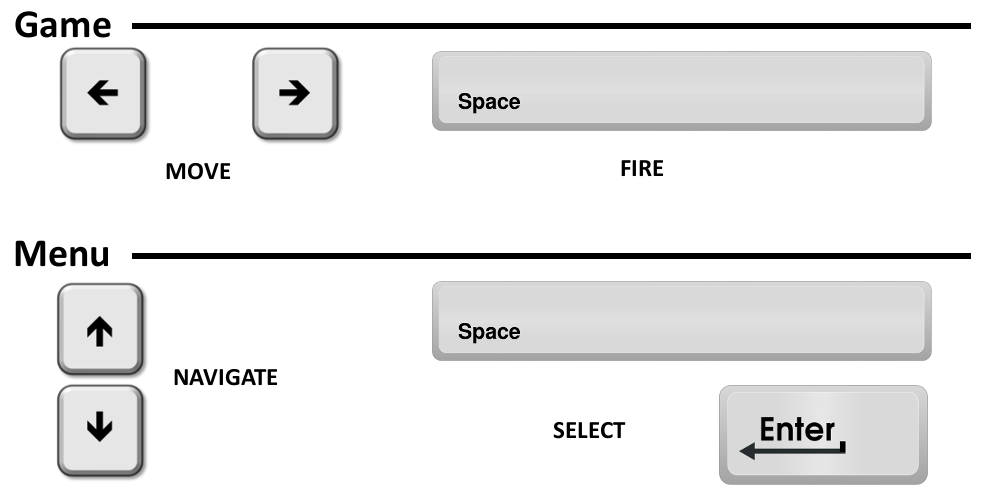 Game
Space
MOVE
FIRE
Menu
Space
NAVIGATE
SELECT
Enter